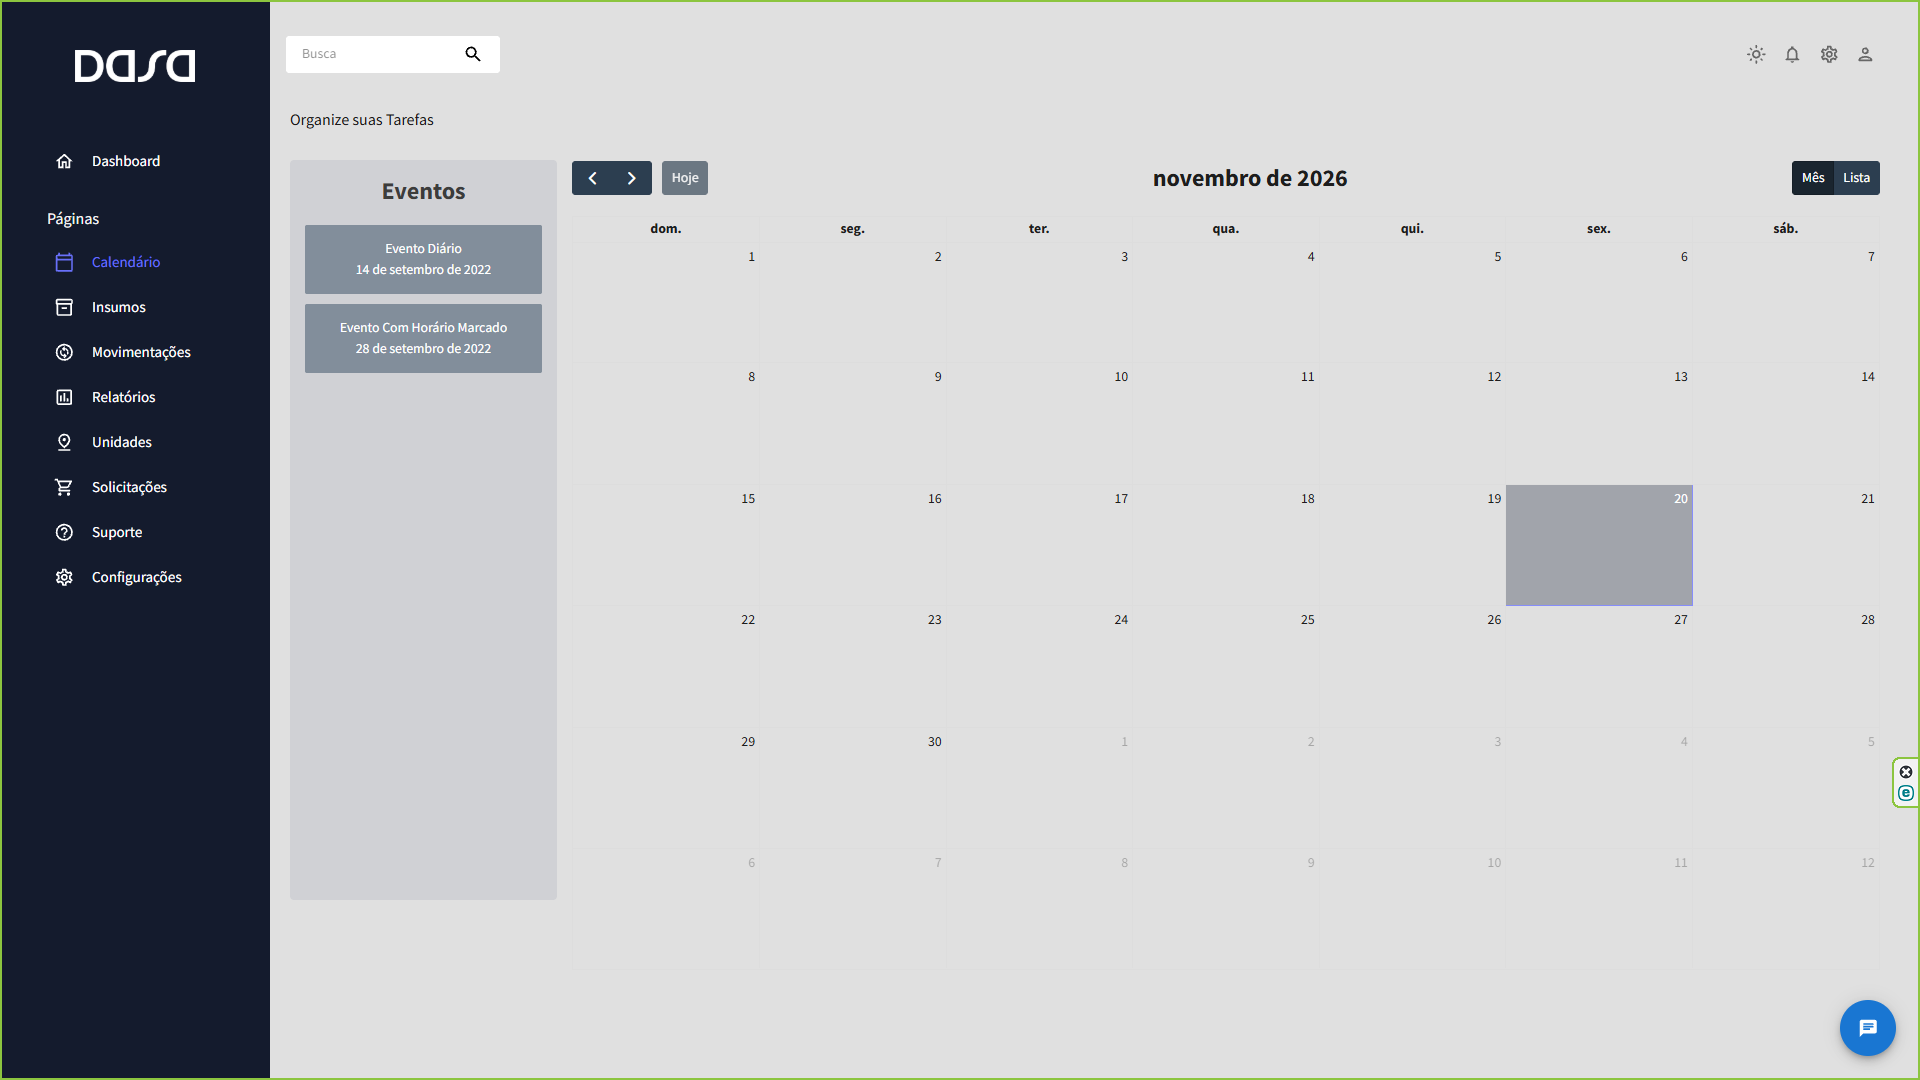 Dasa
Busca
Organize suas Tarefas
Dashboard
Páginas
Calendário
Insumos
Movimentações
Relatórios
Unidades
Solicitações
Suporte
Configurações
Eventos
Evento Diário
14 de setembro de 2022
Evento Com Horário Marcado
28 de setembro de 2022
Hoje
novembro de 2026
Mês Lista
dom. seg. ter. qua. qui. sex. sáb.
1 2 3 4 5 6 7
8 9 10 11 12 13 14
15 16 17 18 19 20 21
22 23 24 25 26 27 28
29 30 1 2 3 4 5
6 7 8 9 10 11 12
e